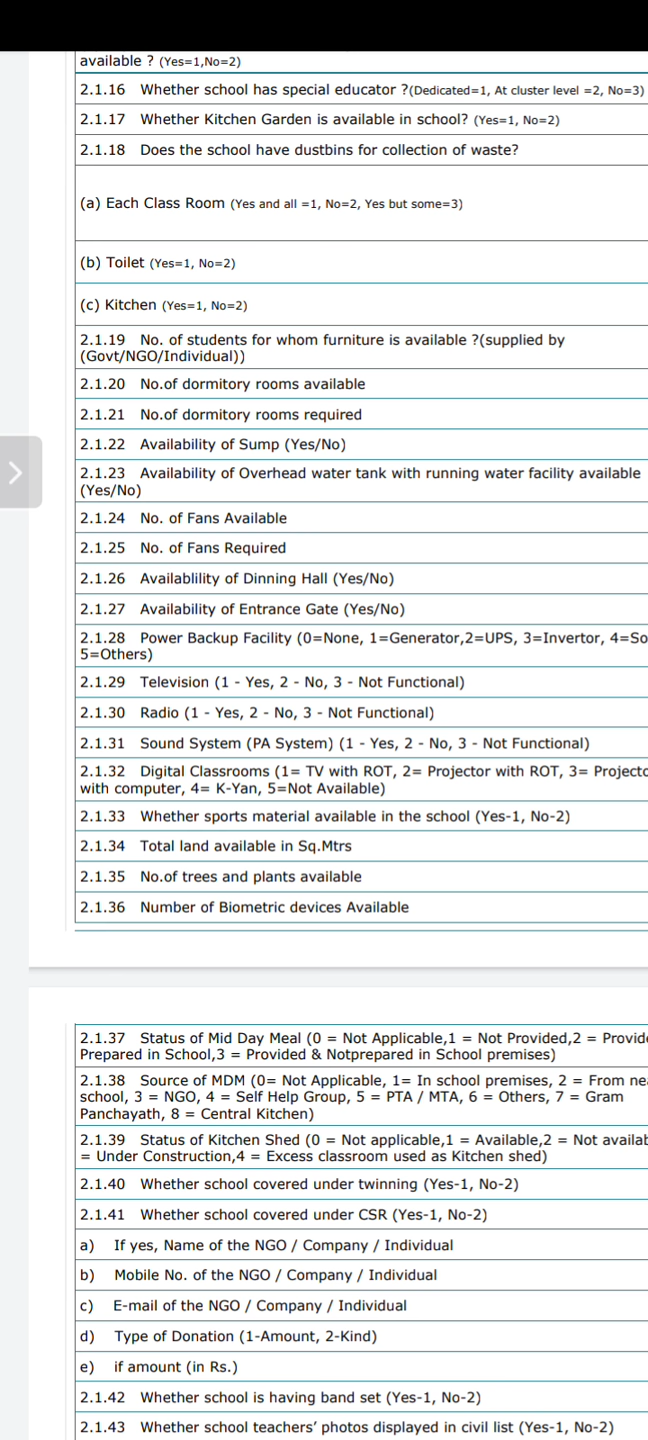 available ? (Yes=1,No=2)
2.1.16 Whether school has special educator ?(Dedicated=1, At cluster level =2, No=3)
2.1.17 Whether Kitchen Garden is available in school? (Yes=1, No=2)
2.1.18 Does the school have dustbins for collection of waste?
(a) Each Class Room (Yes and all =1, No=2, Yes but some=3)
(b) Toilet (Yes=1, No=2)
(c) Kitchen (Yes=1, No=2)
2.1.19 No. of students for whom furniture is available ?(supplied by
(Govt/NGO/Individual))
2.1.20 No.of dormitory rooms available
2.1.21 No.of dormitory rooms required
2.1.22 Availability of Sump (Yes/No)
2.1.23 Availability of Overhead water tank with running water facility available
(Yes/No)
2.1.24 No. of Fans Available
2.1.25 No. of Fans Required
2.1.26 Availablility of Dinning Hall (Yes/No)
2.1.27 Availability of Entrance Gate (Yes/No)
2.1.28 Power Backup Facility (0=None, 1=Generator,2=UPS, 3=Invertor, 4=So
5=Others)
2.1.29 Television (1 - Yes, 2 - No, 3 - Not Functional)
2.1.30 Radio (1 - Yes, 2 - No, 3 - Not Functional)
2.1.31 Sound System (PA System) (1 - Yes, 2 - No, 3 - Not Functional)
2.1.32 Digital Classrooms (1= TV with ROT, 2= Projector with ROT, 3= Projecto
with computer, 4= K-Yan, 5=Not Available)
2.1.33 Whether sports material available in the school (Yes-1, No-2)
2.1.34 Total land available in Sq.Mtrs
2.1.35 No.of trees and plants available
2.1.36 Number of Biometric devices Available
2.1.37 Status of Mid Day Meal (0 = Not Applicable,1 = Not Provided,2 = Provide
Prepared in School,3 = Provided & Notprepared in School premises)
2.1.38 Source of MDM (0= Not Applicable, 1= In school premises, 2 = From nea
school, 3 = NGO, 4 = Self Help Group, 5 = PTA / MTA, 6 = Others, 7 = Gram
Panchayath, 8 = Central Kitchen)
2.1.39 Status of Kitchen Shed (0 = Not applicable,1 = Available,2 = Not availab
= Under Construction,4 = Excess classroom used as Kitchen shed)
2.1.40 Whether school covered under twinning (Yes-1, No-2)
2.1.41 Whether school covered under CSR (Yes-1, No-2)
a) If yes, Name of the NGO / Company / Individual
b) Mobile No. of the NGO / Company / Individual
c) E-mail of the NGO / Company / Individual
d) Type of Donation (1-Amount, 2-Kind)
e) if amount (in Rs.)
2.1.42 Whether school is having band set (Yes-1, No-2)
2.1.43 Whether school teachers’ photos displayed in civil list (Yes-1, No-2)